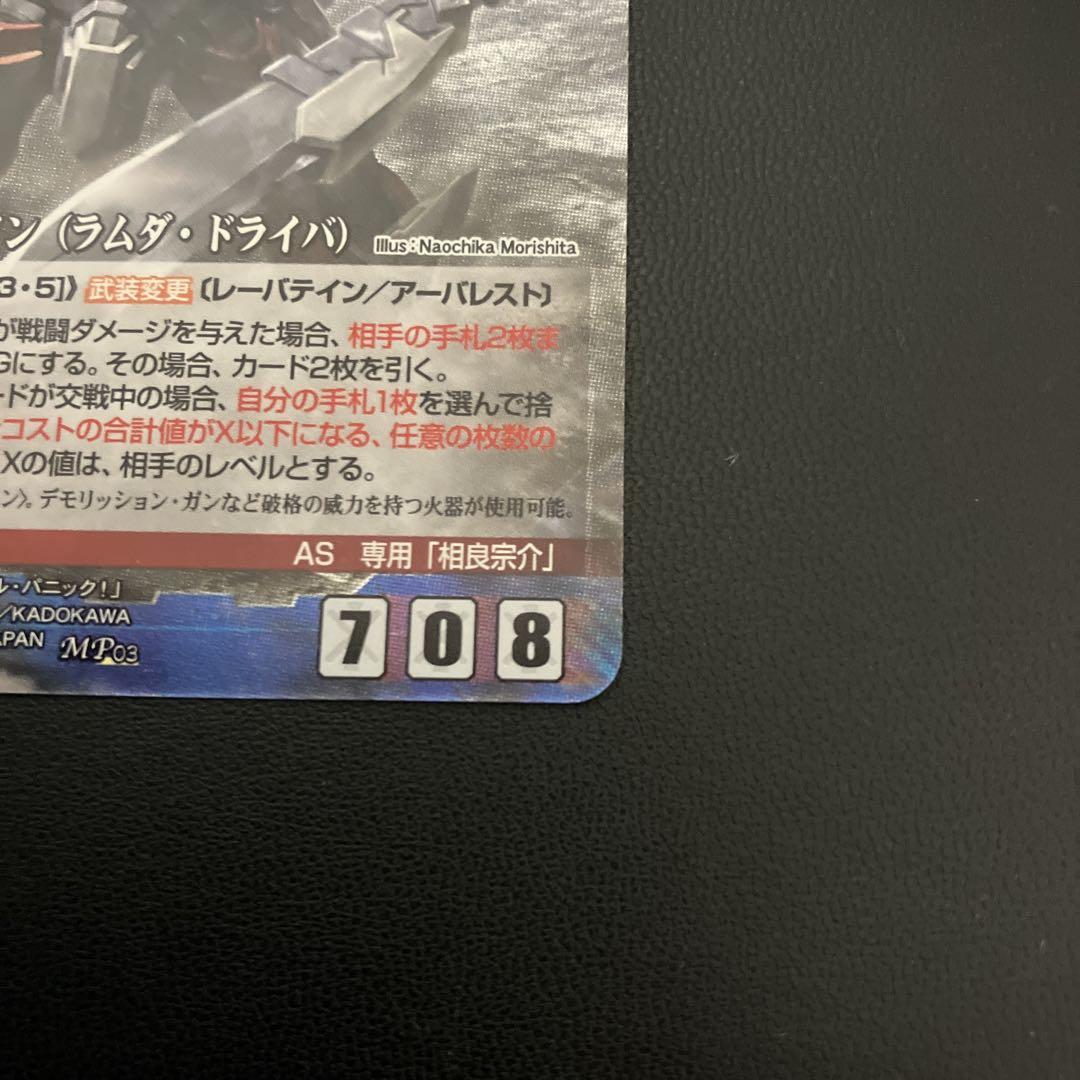 イン（ラムダ・ドライバ） Illus：Naochika Morishita
3・5]》武装変更〔レーバテイン／アーバレスト〕
が戦闘ダメージを与えた場合、相手の手札2枚ま
Gにする。その場合、カード2枚を引く。
ードが交戦中の場合、自分の手札1枚を選んで捨
コストの合計値がX以下になる、任意の枚数の
Xの値は、相手のレベルとする。
ン〉。デモリッション・ガンなど破格の威力を持つ火器が使用可能。
AS 専用「相良宗介」
ル・パニック！」
／KADOKAWA
APAN MP03
7 0 8